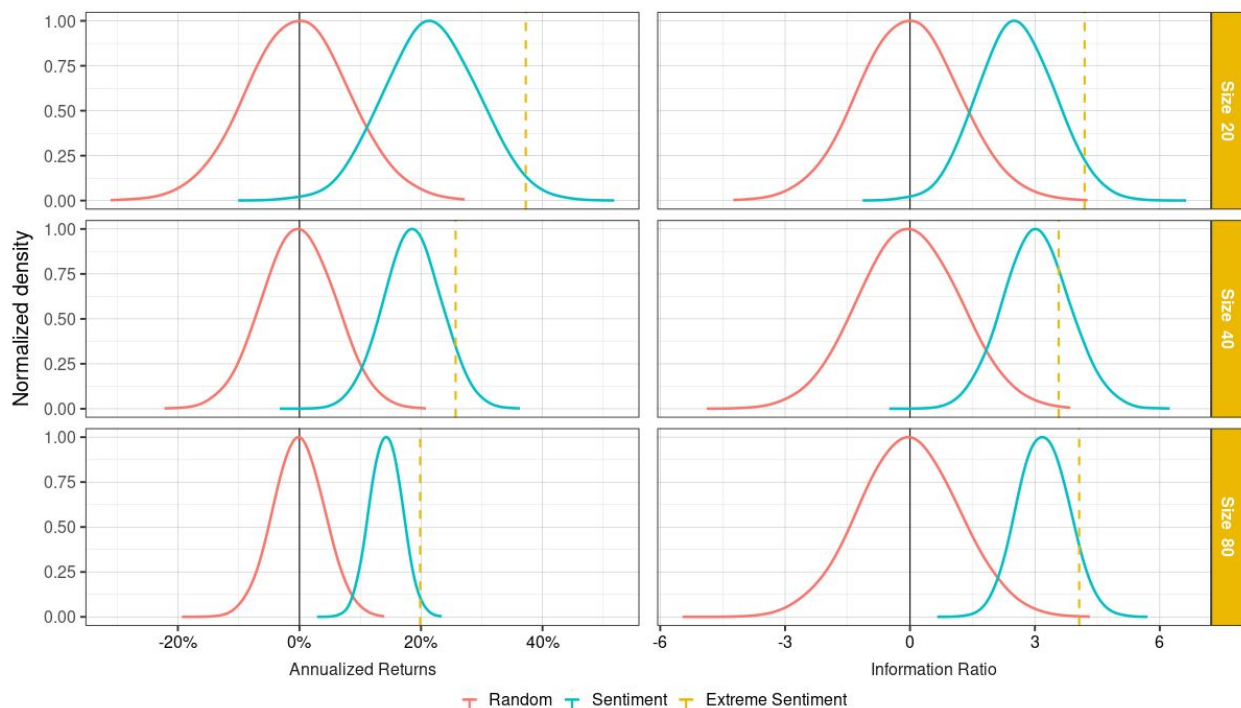 Normalized density
1.00
0.75
0.50
0.25
0.00
Size 20
1.00
0.75
0.50
0.25
0.00
Size 40
1.00
0.75
0.50
0.25
0.00
Size 80
-20% 0% 20% 40%
-6 -3 0 3 6
Annualized Returns
Information Ratio
Random Sentiment Extreme Sentiment